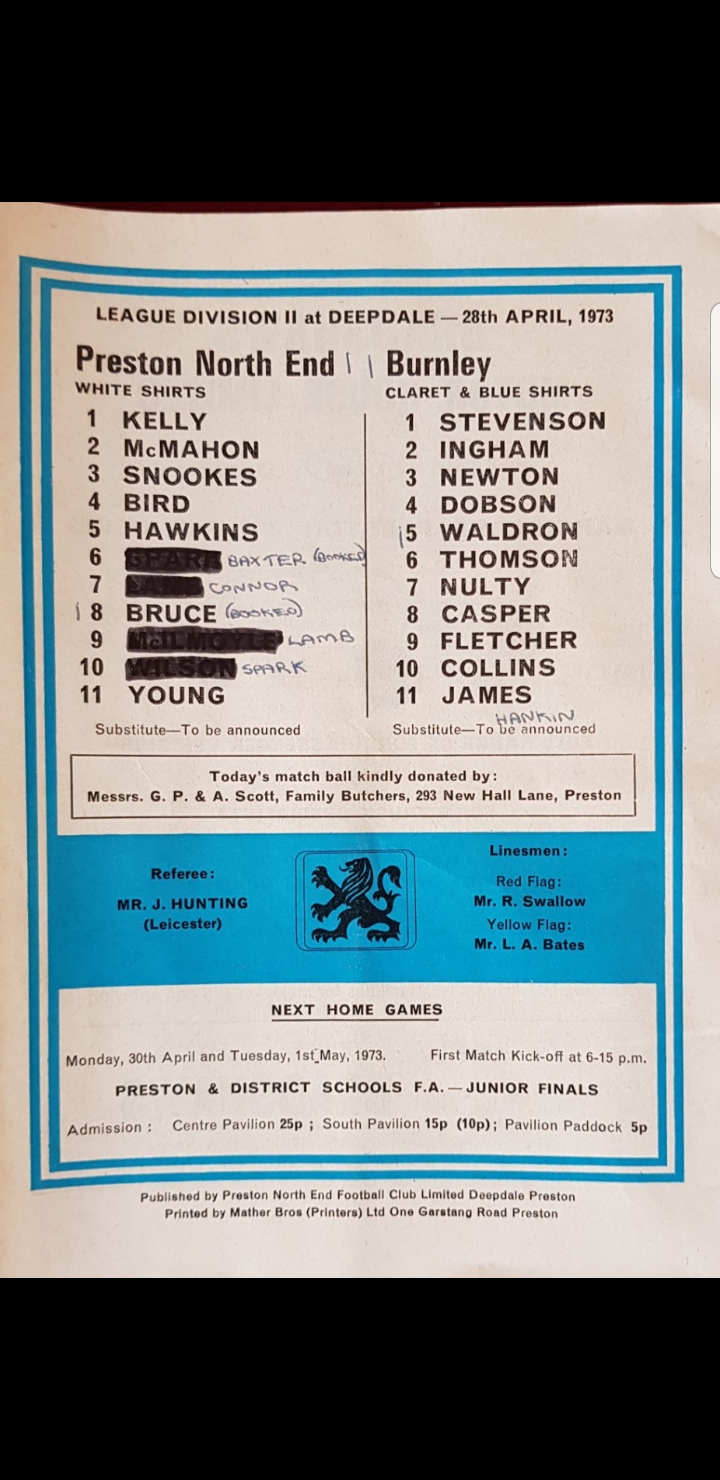 LEAGUE DIVISION II at DEEPDALE — 28th APRIL, 1973
Preston North End 1 1 Burnley
WHITE SHIRTS CLARET & BLUE SHIRTS
1 KELLY 1 STEVENSON
2 McMAHON 2 INGHAM
3 SNOOKES 3 NEWTON
4 BIRD 4 DOBSON
5 HAWKINS 1 5 WALDRON
6 SPARK BAXTER (BOOKED) 6 THOMSON
7 CONNOR 7 NULTY
1 8 BRUCE (BOOKED) 8 CASPER
9 McILMOYLE LAMB 9 FLETCHER
10 WILSON SPARK 10 COLLINS
11 YOUNG 11 JAMES
HANKIN
Substitute—To be announced Substitute—To be announced
Today's match ball kindly donated by:
Messrs. G. P. & A. Scott, Family Butchers, 293 New Hall Lane, Preston
Referee:
MR. J. HUNTING
(Leicester)
Linesmen:
Red Flag:
Mr. R. Swallow
Yellow Flag:
Mr. L. A. Bates
NEXT HOME GAMES
Monday, 30th April and Tuesday, 1st May, 1973. First Match Kick-off at 6-15 p.m.
PRESTON & DISTRICT SCHOOLS F.A. — JUNIOR FINALS
Admission : Centre Pavilion 25p ; South Pavilion 15p (10p); Pavilion Paddock 5p
Published by Preston North End Football Club Limited Deepdale Preston
Printed by Mather Bros (Printers) Ltd One Garstang Road Preston